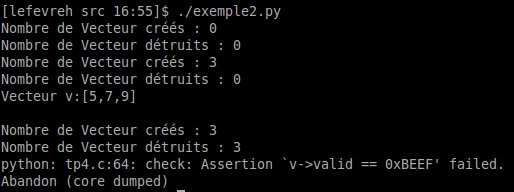 [lefevreh src 16:55]$ ./exemple2.py
Nombre de Vecteur créés : 0
Nombre de Vecteur détruits : 0
Nombre de Vecteur créés : 3
Nombre de Vecteur détruits : 0
Vecteur v:[5,7,9]
Nombre de Vecteur créés : 3
Nombre de Vecteur détruits : 3
python: tp4.c:64: check: Assertion `v->valid == 0xBEEF' failed.
Abandon (core dumped)